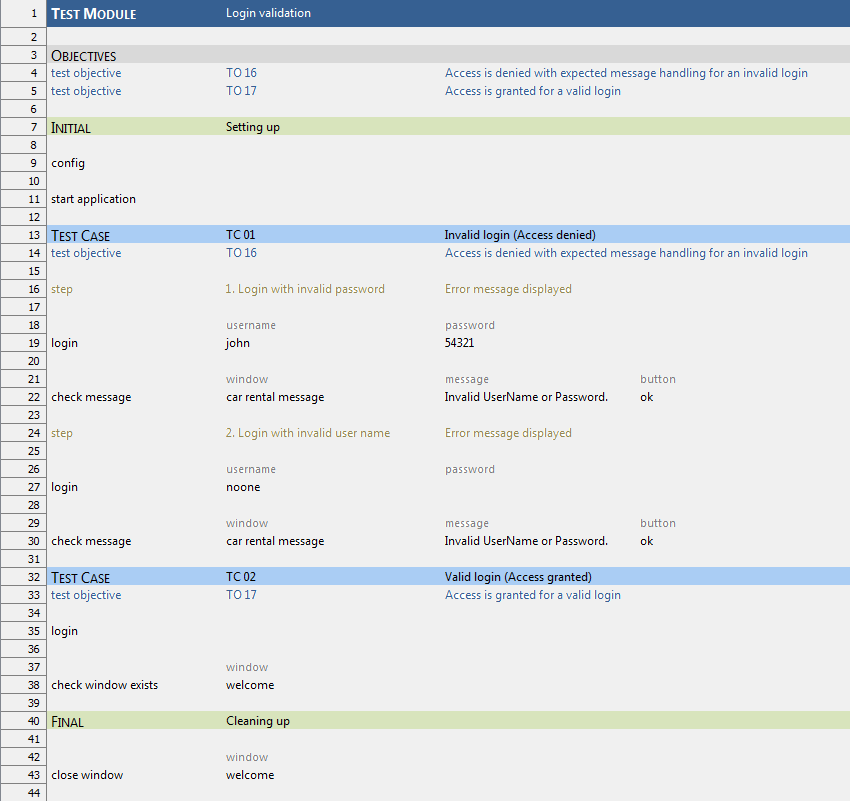 1 TEST MODULE Login validation
2
3 OBJECTIVES
4 test objective TO 16 Access is denied with expected message handling for an invalid login
5 test objective TO 17 Access is granted for a valid login
6
7 INITIAL Setting up
8
9 config
10
11 start application
12
13 TEST CASE TC 01 Invalid login (Access denied)
14 test objective TO 16 Access is denied with expected message handling for an invalid login
15
16 step 1. Login with invalid password Error message displayed
17
18 username password
19 login john 54321
20
21 window message button
22 check message car rental message Invalid UserName or Password. ok
23
24 step 2. Login with invalid user name Error message displayed
25
26 username password
27 login noone
28
29 window message button
30 check message car rental message Invalid UserName or Password. ok
31
32 TEST CASE TC 02 Valid login (Access granted)
33 test objective TO 17 Access is granted for a valid login
34
35 login
36
37 window
38 check window exists welcome
39
40 FINAL Cleaning up
41
42 window
43 close window welcome
44